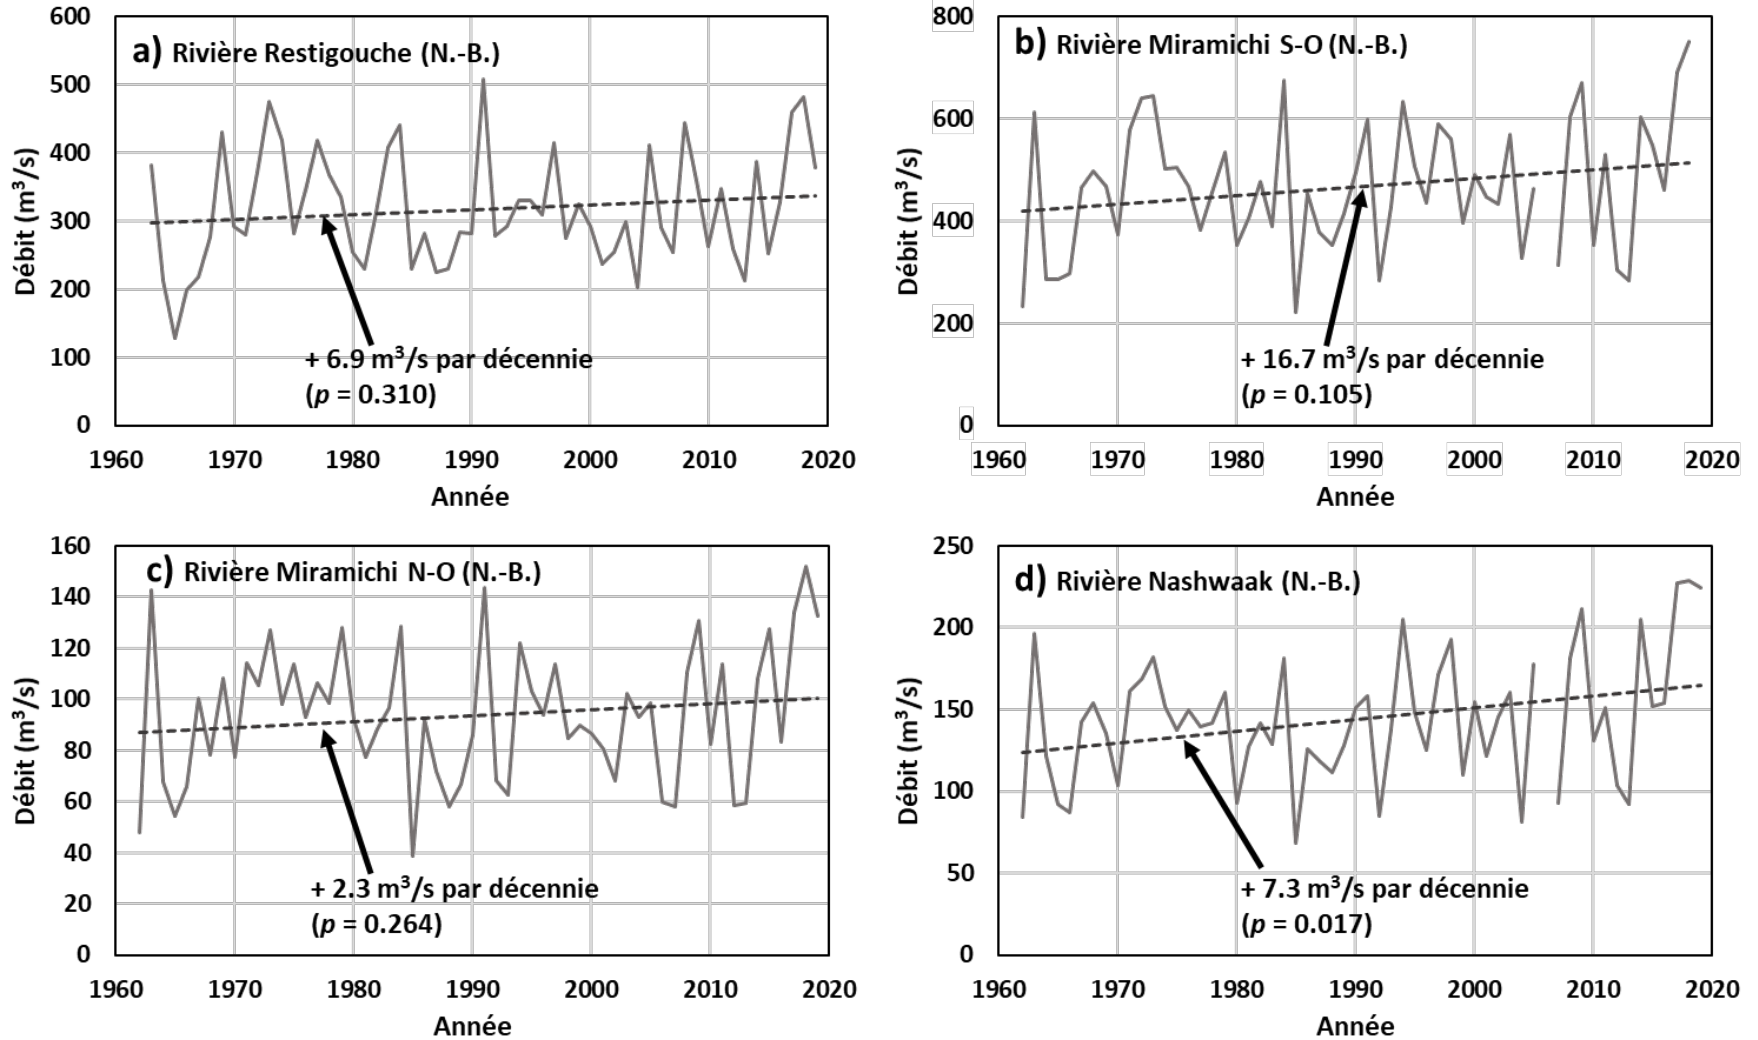 a) Rivière Restigouche (N.-B.)
Débit (m³/s)
600
500
400
300
200
100
0
+ 6.9 m³/s par décennie
(p = 0.310)
1960 1970 1980 1990 2000 2010 2020
Année
b) Rivière Miramichi S-O (N.-B.)
Débit (m³/s)
800
600
400
200
0
+ 16.7 m³/s par décennie
(p = 0.105)
1960 1970 1980 1990 2000 2010 2020
Année
c) Rivière Miramichi N-O (N.-B.)
Débit (m³/s)
160
140
120
100
80
60
40
20
0
+ 2.3 m³/s par décennie
(p = 0.264)
1960 1970 1980 1990 2000 2010 2020
Année
d) Rivière Nashwaak (N.-B.)
Débit (m³/s)
250
200
150
100
50
0
+ 7.3 m³/s par décennie
(p = 0.017)
1960 1970 1980 1990 2000 2010 2020
Année